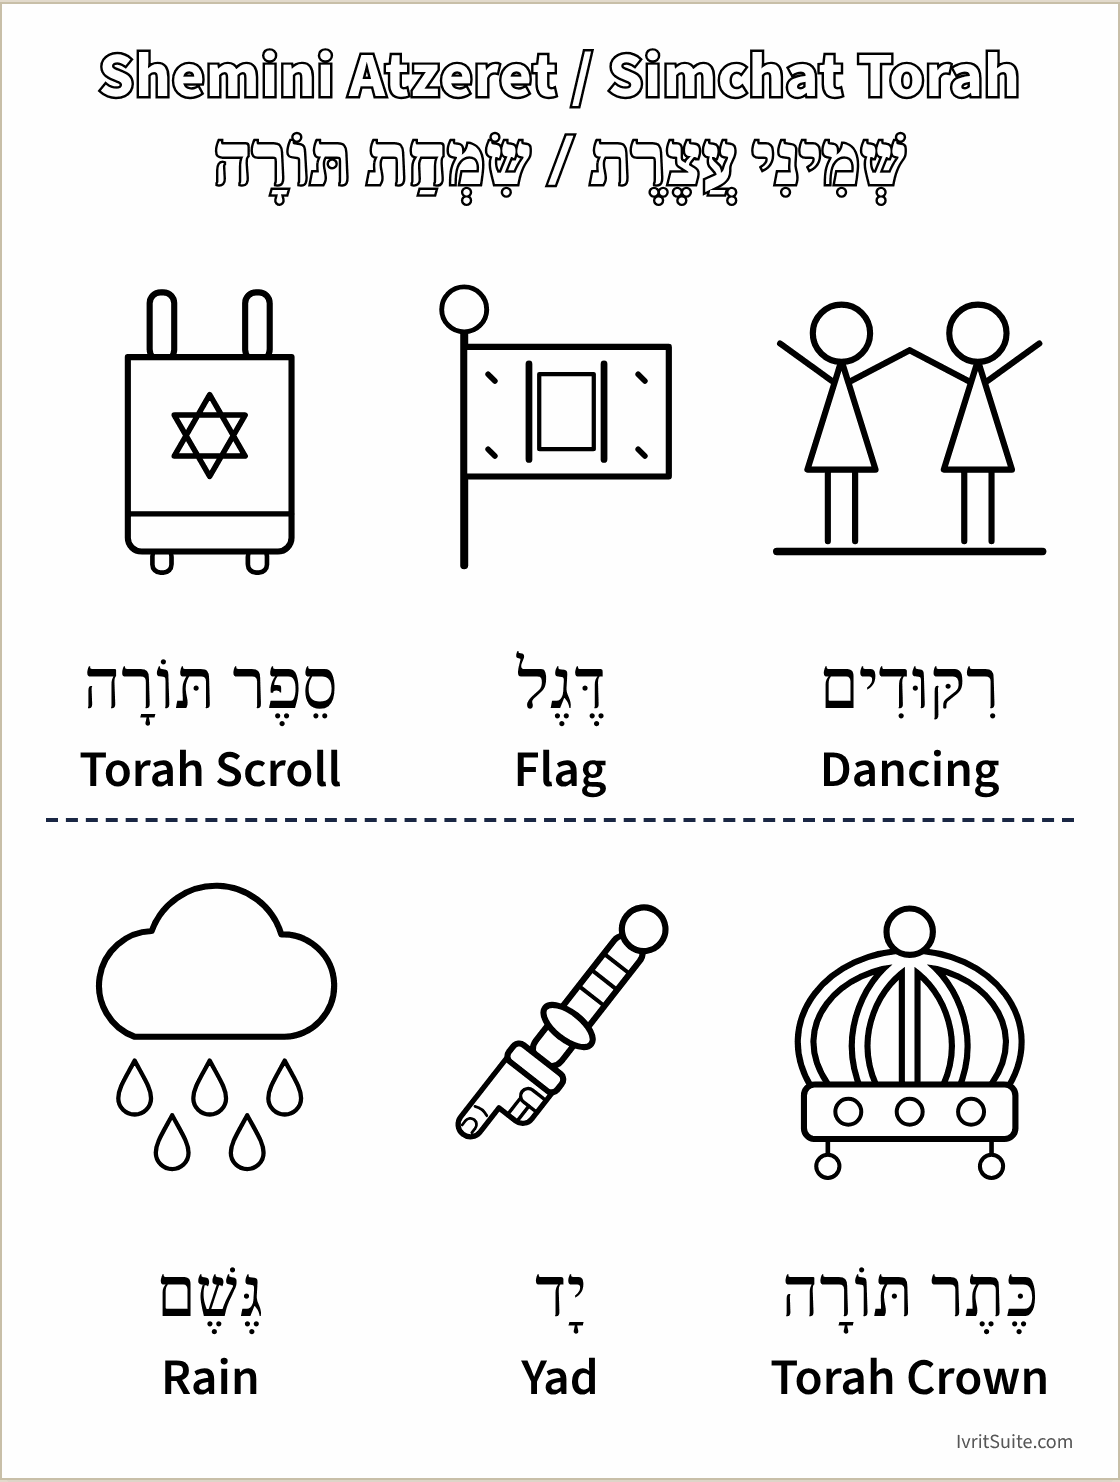 Shemini Atzeret / Simchat Torah
שְׁמִינִי עֲצֶרֶת / שִׂמְחַת תּוֹרָה
סֵפֶר תּוֹרָה
Torah Scroll
דֶּגֶל
Flag
רִקּוּדִים
Dancing
גֶּשֶׁם
Rain
יָד
Yad
כֶּתֶר תּוֹרָה
Torah Crown
IvritSuite.com